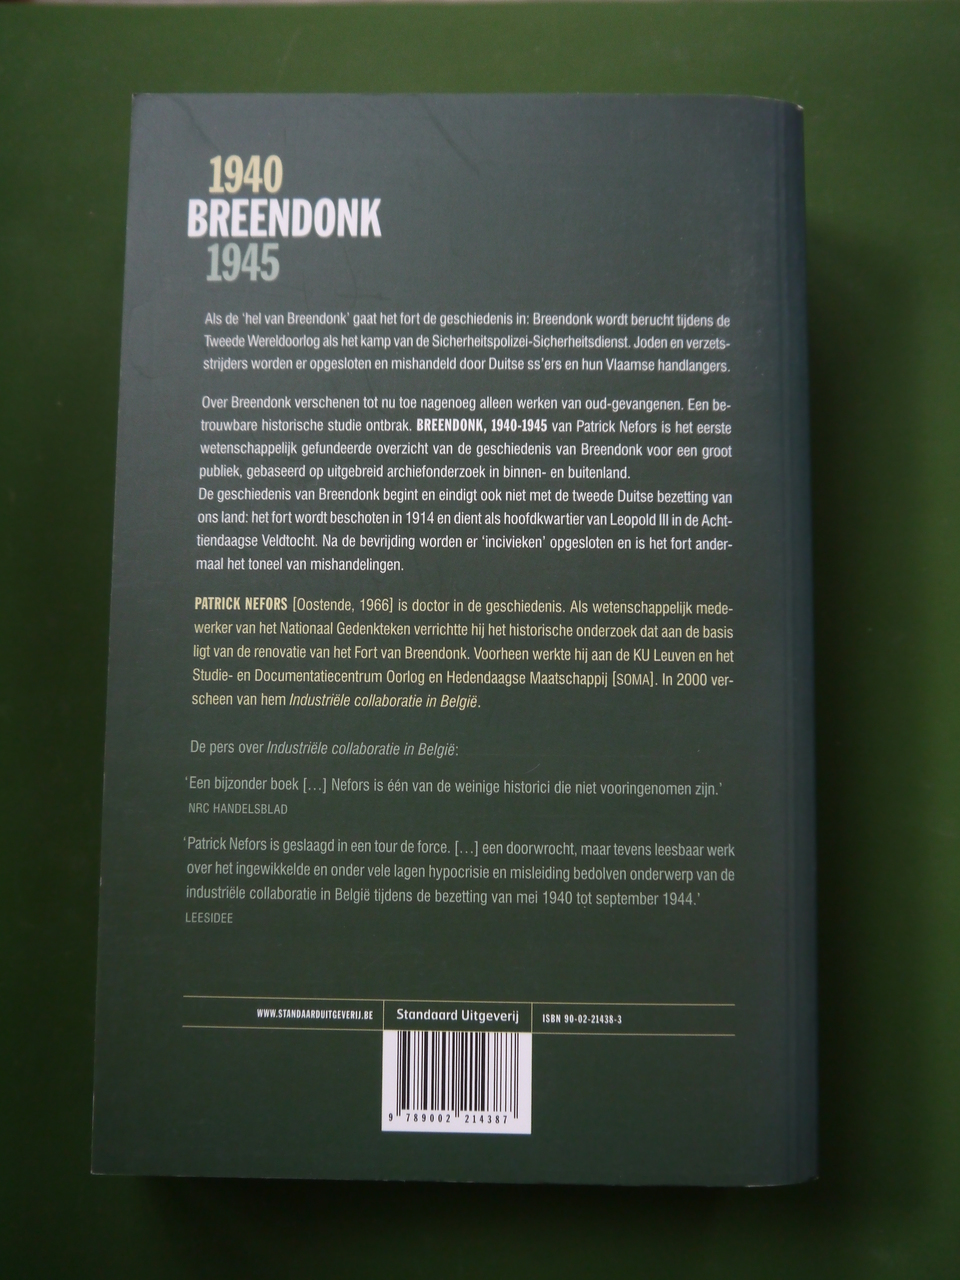 1940
BREENDONK
1945
Als de 'hel van Breendonk' gaat het fort de geschiedenis in: Breendonk wordt berucht tijdens de
Tweede Wereldoorlog als het kamp van de Sicherheitspolizei-Sicherheitsdienst. Joden en verzets-
strijders worden er opgesloten en mishandeld door Duitse ss'ers en hun Vlaamse handlangers.
Over Breendonk verschenen tot nu toe nagenoeg alleen werken van oud-gevangenen. Een be-
trouwbare historische studie ontbrak. BREENDONK, 1940-1945 van Patrick Nefors is het eerste
wetenschappelijk gefundeerde overzicht van de geschiedenis van Breendonk voor een groot
publiek, gebaseerd op uitgebreid archiefonderzoek in binnen- en buitenland.
De geschiedenis van Breendonk begint en eindigt ook niet met de tweede Duitse bezetting van
ons land: het fort wordt beschoten in 1914 en dient als hoofdkwartier van Leopold III in de Acht-
tiendaagse Veldtocht. Na de bevrijding worden er 'incivieken' opgesloten en is het fort ander-
maal het toneel van mishandelingen.
PATRICK NEFORS [Oostende, 1966] is doctor in de geschiedenis. Als wetenschappelijk mede-
werker van het Nationaal Gedenkteken verrichtte hij het historische onderzoek dat aan de basis
ligt van de renovatie van het Fort van Breendonk. Voorheen werkte hij aan de KU Leuven en het
Studie- en Documentatiecentrum Oorlog en Hedendaagse Maatschappij [SOMA]. In 2000 ver-
scheen van hem Industriële collaboratie in België.
De pers over Industriële collaboratie in België:
'Een bijzonder boek [...] Nefors is één van de weinige historici die niet vooringenomen zijn.'
NRC HANDELSBLAD
'Patrick Nefors is geslaagd in een tour de force. [...] een doorwrocht, maar tevens leesbaar werk
over het ingewikkelde en onder vele lagen hypocrisie en misleiding bedolven onderwerp van de
industriële collaboratie in België tijdens de bezetting van mei 1940 tot september 1944.'
LEESIDEE
WWW.STANDAARDUITGEVERIJ.BE Standaard Uitgeverij ISBN 90-02-21438-3
9 789002 214387